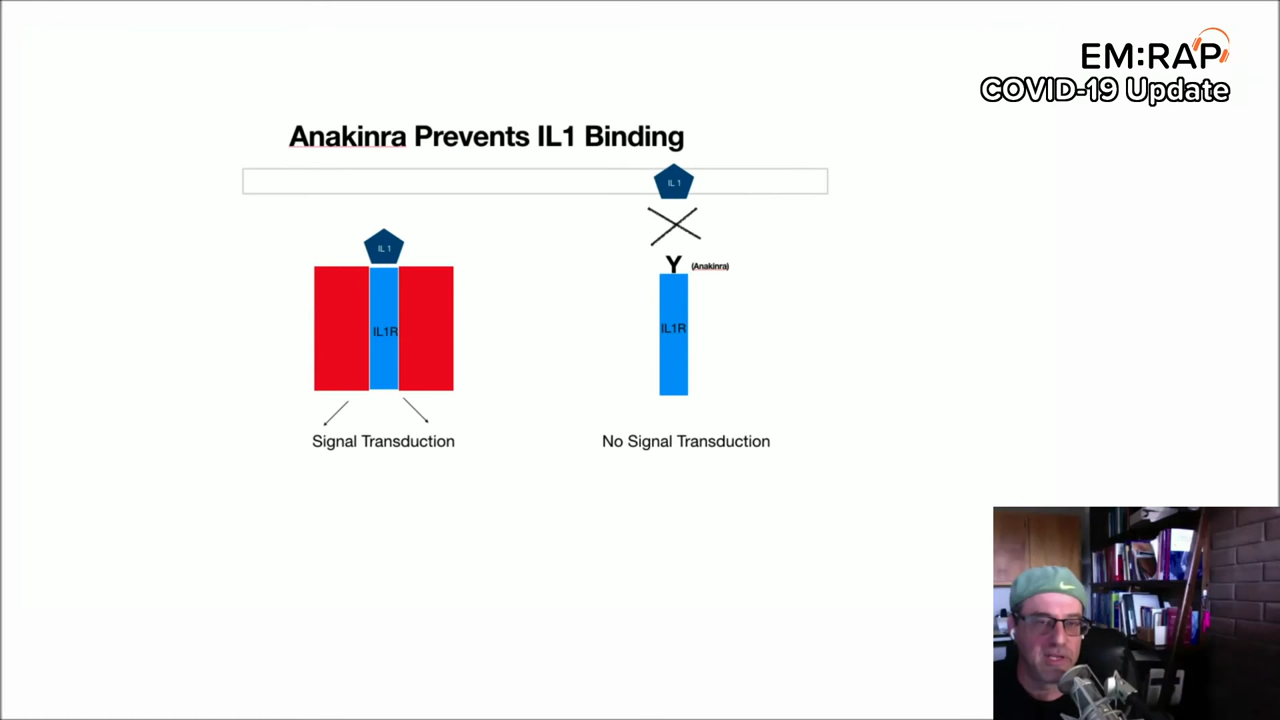 EM:RAP
COVID-19 Update
Anakinra Prevents IL1 Binding
IL 1
IL 1
Y (Anakinra)
IL1R
IL1R
Signal Transduction
No Signal Transduction